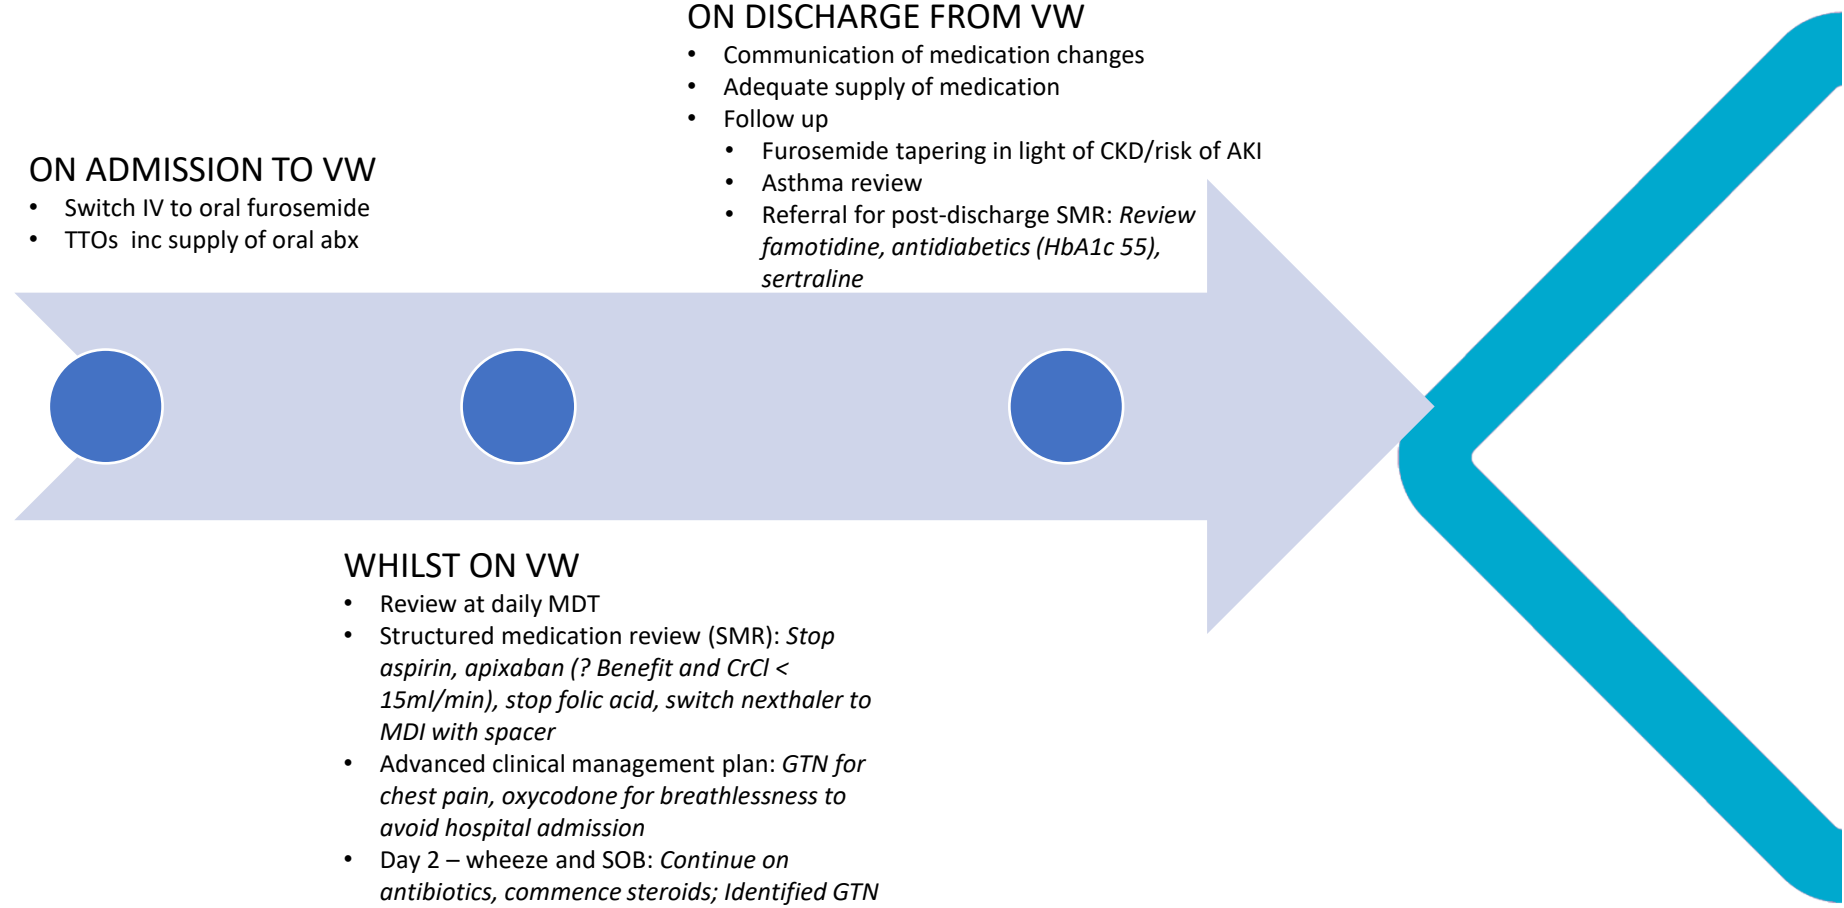 ON ADMISSION TO VW
• Switch IV to oral furosemide
• TTOs inc supply of oral abx
WHILST ON VW
• Review at daily MDT
• Structured medication review (SMR): Stop
aspirin, apixaban (? Benefit and CrCl <
15ml/min), stop folic acid, switch nexthaler to
MDI with spacer
• Advanced clinical management plan: GTN for
chest pain, oxycodone for breathlessness to
avoid hospital admission
• Day 2 – wheeze and SOB: Continue on
antibiotics, commence steroids; Identified GTN
ON DISCHARGE FROM VW
• Communication of medication changes
• Adequate supply of medication
• Follow up
• Furosemide tapering in light of CKD/risk of AKI
• Asthma review
• Referral for post-discharge SMR: Review
famotidine, antidiabetics (HbA1c 55),
sertraline